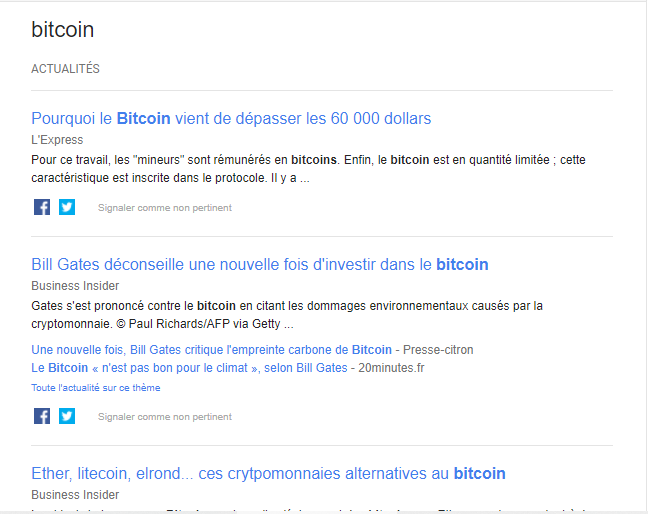 bitcoin
ACTUALITÉS
Pourquoi le Bitcoin vient de dépasser les 60 000 dollars
L'Express
Pour ce travail, les "mineurs" sont rémunérés en bitcoins. Enfin, le bitcoin est en quantité limitée ; cette
caractéristique est inscrite dans le protocole. Il y a ...
Signaler comme non pertinent
Bill Gates déconseille une nouvelle fois d'investir dans le bitcoin
Business Insider
Gates s'est prononcé contre le bitcoin en citant les dommages environnementaux causés par la
cryptomonnaie. © Paul Richards/AFP via Getty ...
Une nouvelle fois, Bill Gates critique l'empreinte carbone de Bitcoin - Presse-citron
Le Bitcoin « n'est pas bon pour le climat », selon Bill Gates - 20minutes.fr
Toute l'actualité sur ce thème
Signaler comme non pertinent
Ether, litecoin, elrond... ces crytpomonnaies alternatives au bitcoin
Business Insider